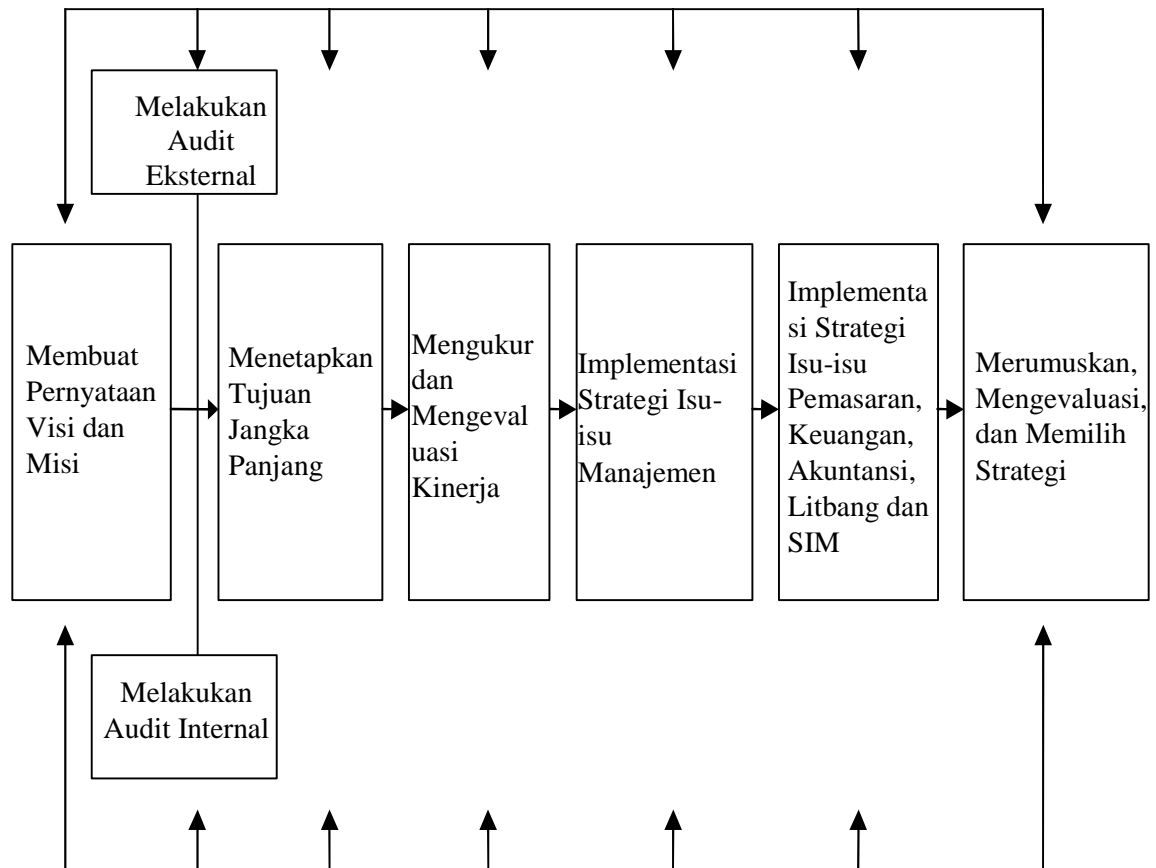 Melakukan
Audit
Eksternal
Membuat
Pernyataan
Visi dan
Misi
Menetapkan
Tujuan
Jangka
Panjang
Mengukur
dan
Mengeval
uasi
Kinerja
Implementasi
Strategi Isu-
isu
Manajemen
Implementa
si Strategi
Isu-isu
Pemasaran,
Keuangan,
Akuntansi,
Litbang dan
SIM
Merumuskan,
Mengevaluasi,
dan Memilih
Strategi
Melakukan
Audit Internal